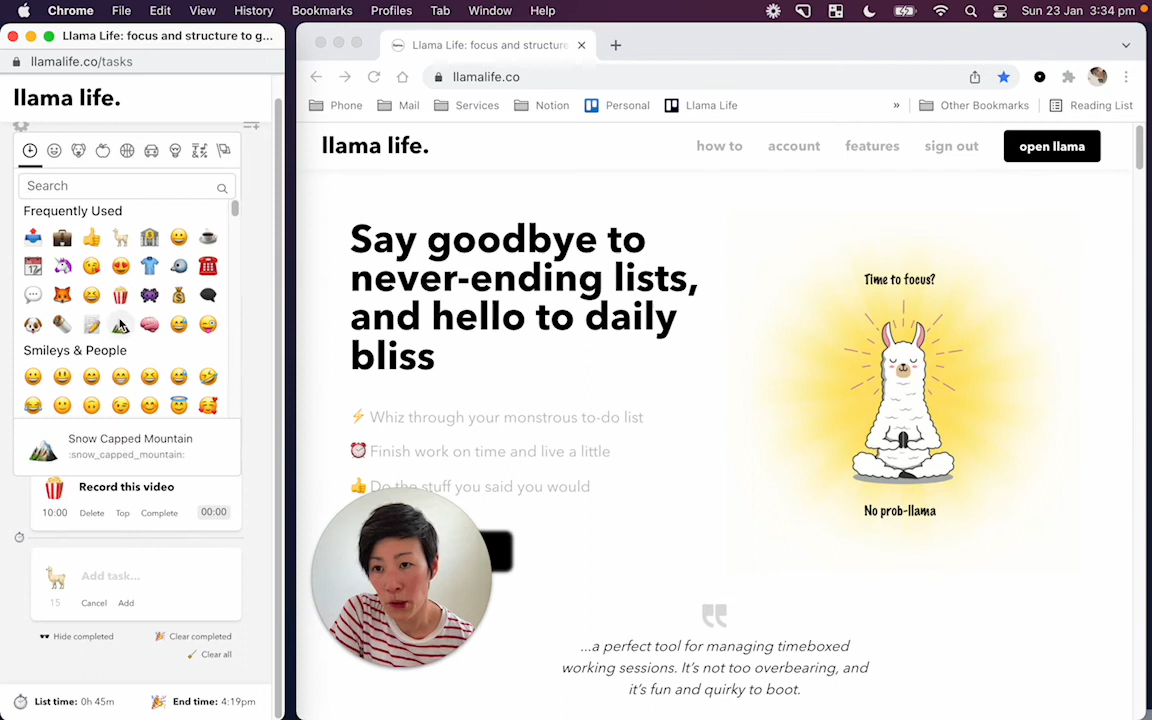 Chrome File Edit View History Bookmarks Profiles Tab Window Help Sun 23 Jan 3:34 pm
Llama Life: focus and structure to g...
llamalife.co/tasks
llama life.
Search
Frequently Used
Smileys & People
Snow Capped Mountain
:snow_capped_mountain:
Record this video
10:00 Delete Top Complete 00:00
Add task...
15 Cancel Add
Hide completed Clear completed
Clear all
List time: 0h 45m End time: 4:19pm
Llama Life: focus and structure
llamalife.co
Phone Mail Services Notion Personal Llama Life » Other Bookmarks Reading List
llama life. how to account features sign out open llama
Say goodbye to
never-ending lists,
and hello to daily
bliss
Whiz through your monstrous to-do list
Finish work on time and live a little
Do the stuff you said you would
Time to focus?
No prob-llama
...a perfect tool for managing timeboxed
working sessions. It's not too overbearing, and
it's fun and quirky to boot.